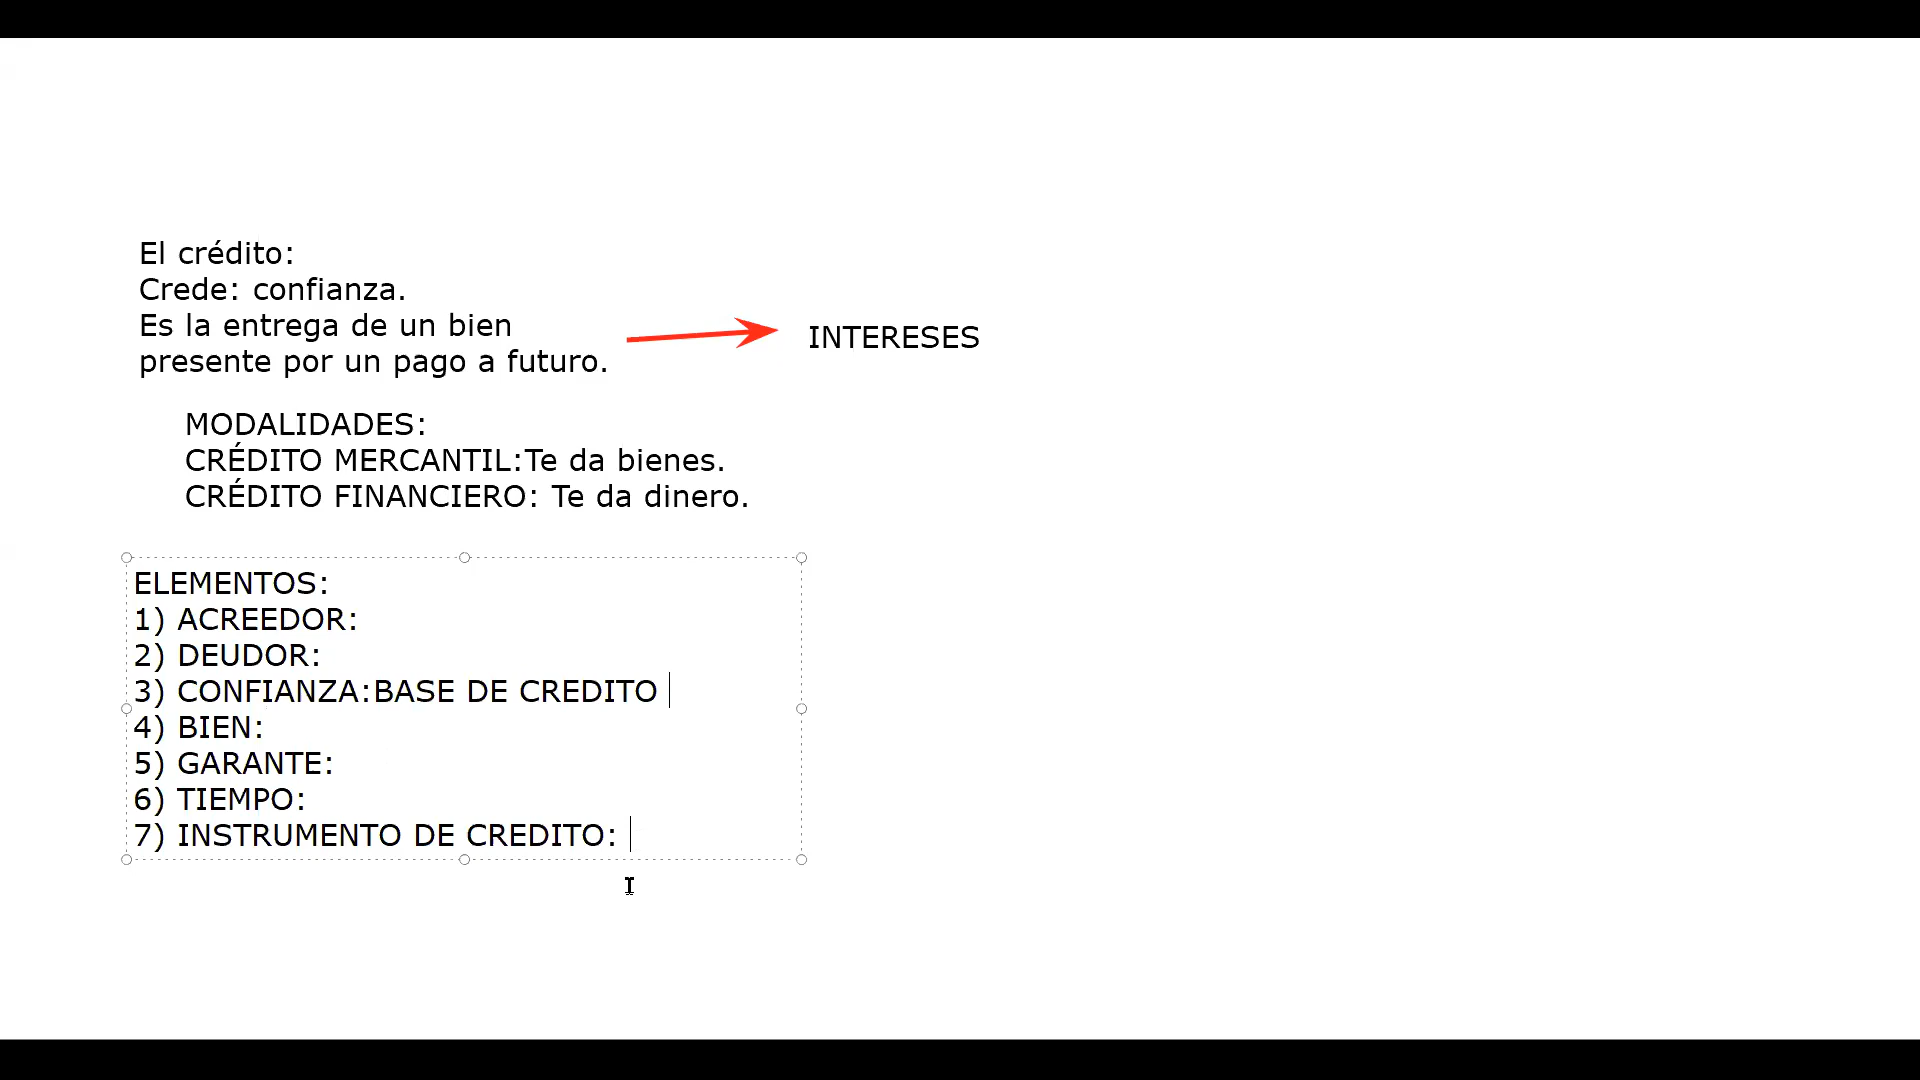 El crédito:
Crede: confianza.
Es la entrega de un bien
presente por un pago a futuro.
INTERESES
MODALIDADES:
CRÉDITO MERCANTIL:Te da bienes.
CRÉDITO FINANCIERO: Te da dinero.
ELEMENTOS:
1) ACREEDOR:
2) DEUDOR:
3) CONFIANZA:BASE DE CREDITO
4) BIEN:
5) GARANTE:
6) TIEMPO:
7) INSTRUMENTO DE CREDITO: